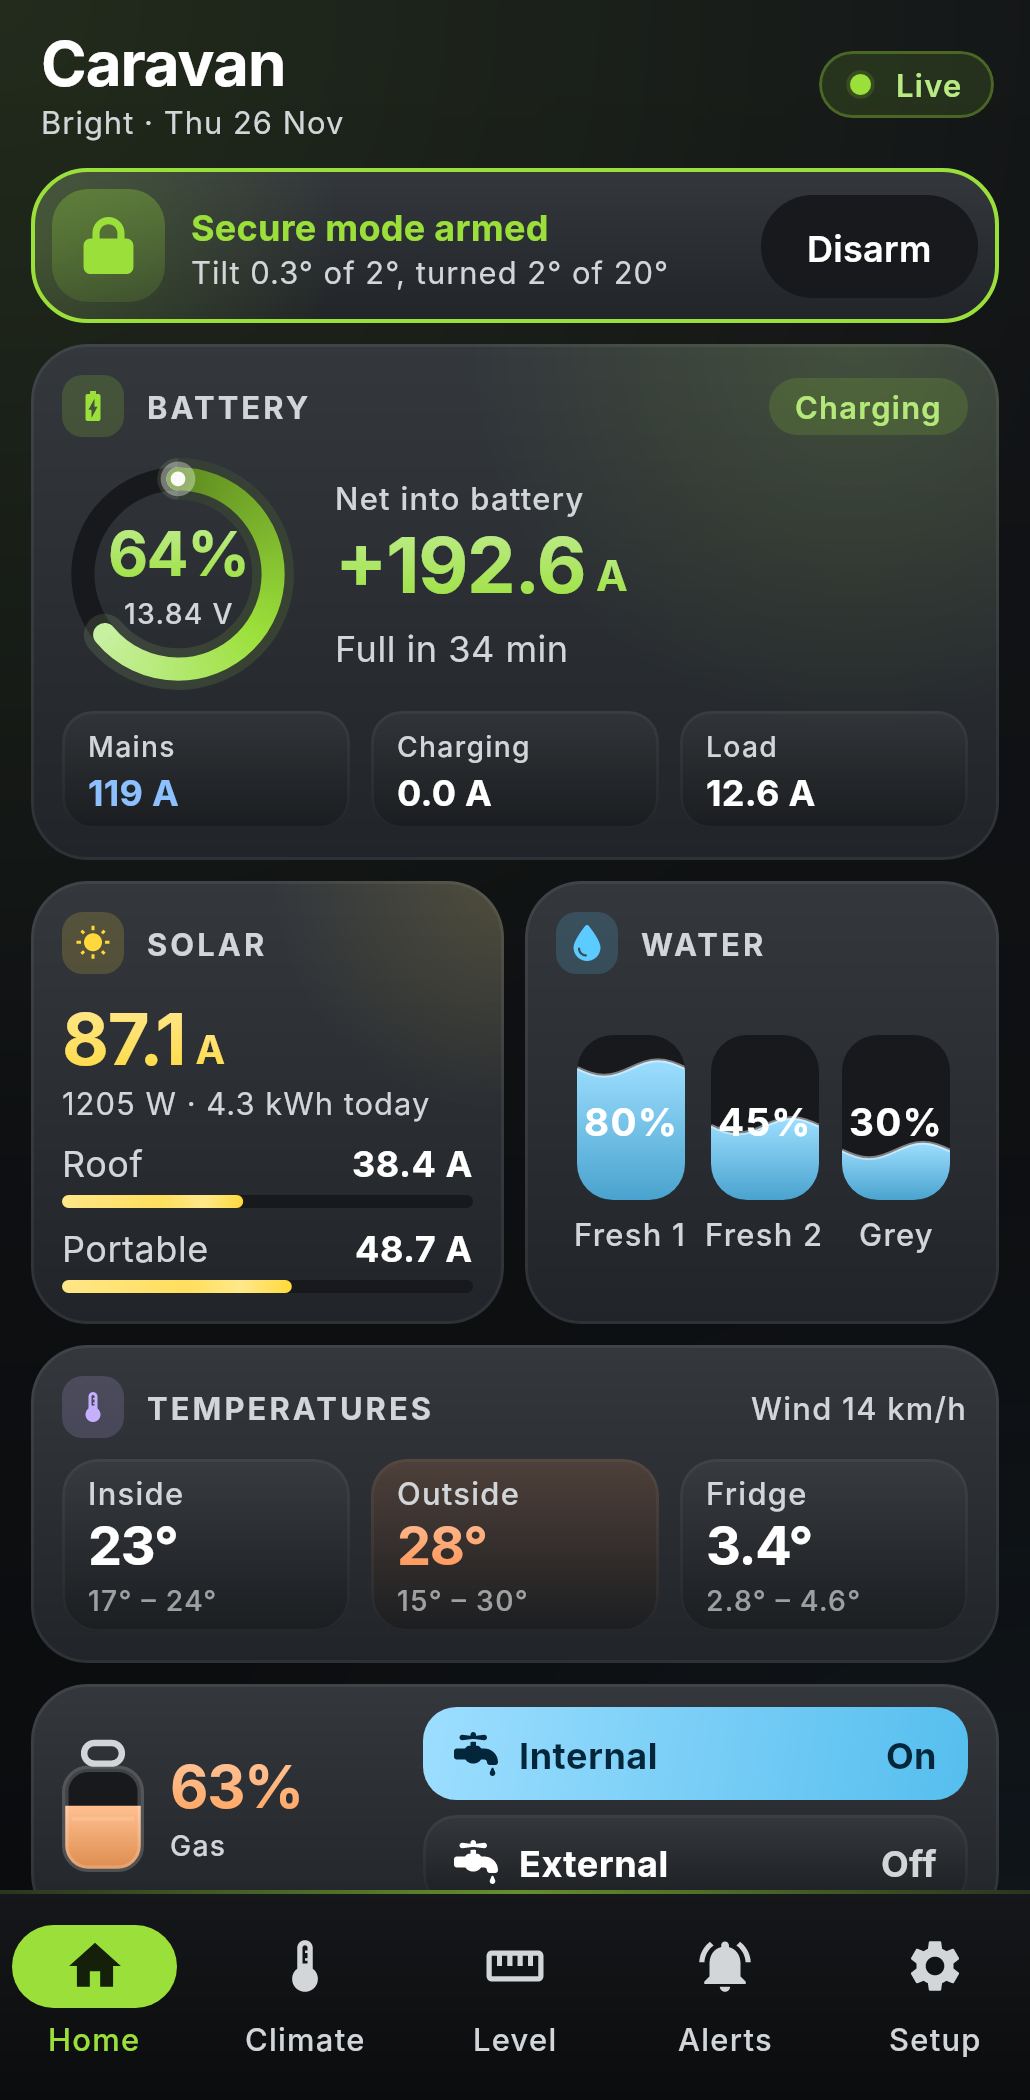 Caravan
Bright · Thu 26 Nov
Live
Secure mode armed
Tilt 0.3° of 2°, turned 2° of 20°
Disarm
BATTERY
Charging
64%
13.84 V
Net into battery
+192.6 A
Full in 34 min
Mains
119 A
Charging
0.0 A
Load
12.6 A
SOLAR
87.1 A
1205 W · 4.3 kWh today
Roof 38.4 A
Portable 48.7 A
WATER
80% 45% 30%
Fresh 1 Fresh 2 Grey
TEMPERATURES
Wind 14 km/h
Inside
23°
17° – 24°
Outside
28°
15° – 30°
Fridge
3.4°
2.8° – 4.6°
63%
Gas
Internal On
External Off
Home Climate Level Alerts Setup